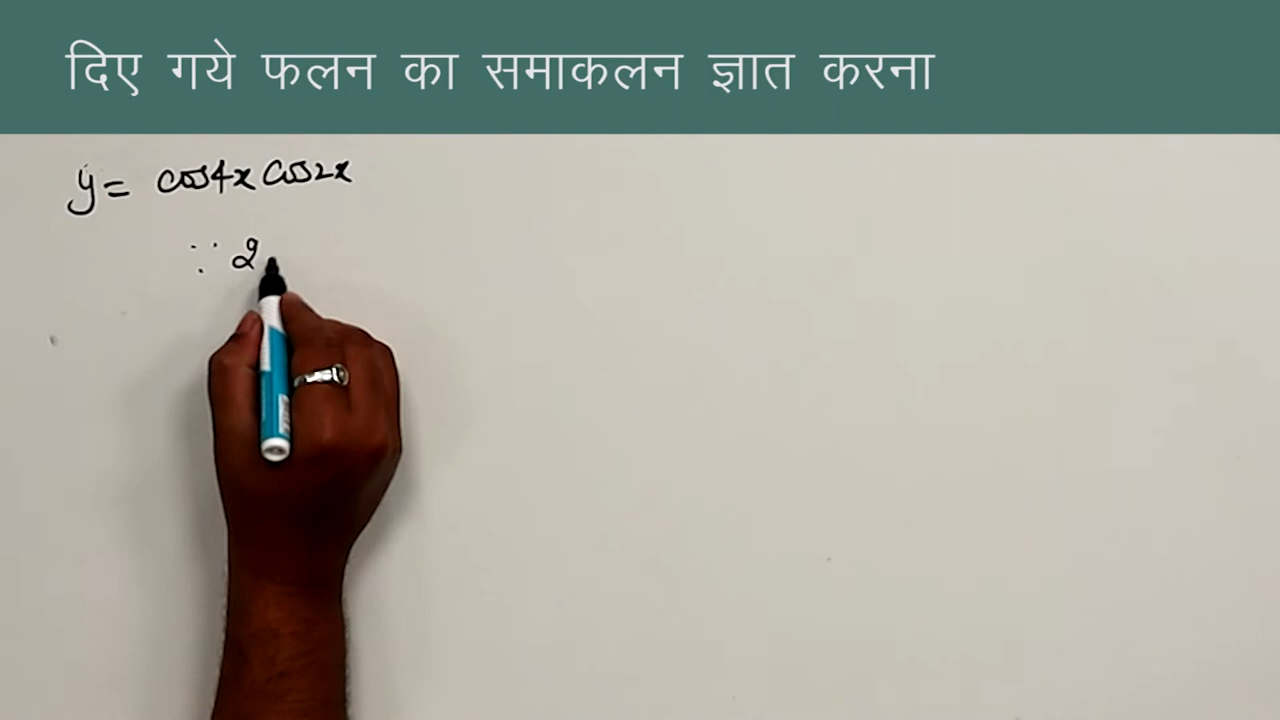 दिए गये फलन का समाकलन ज्ञात करना
y = cos4x cos2x
∵ 2